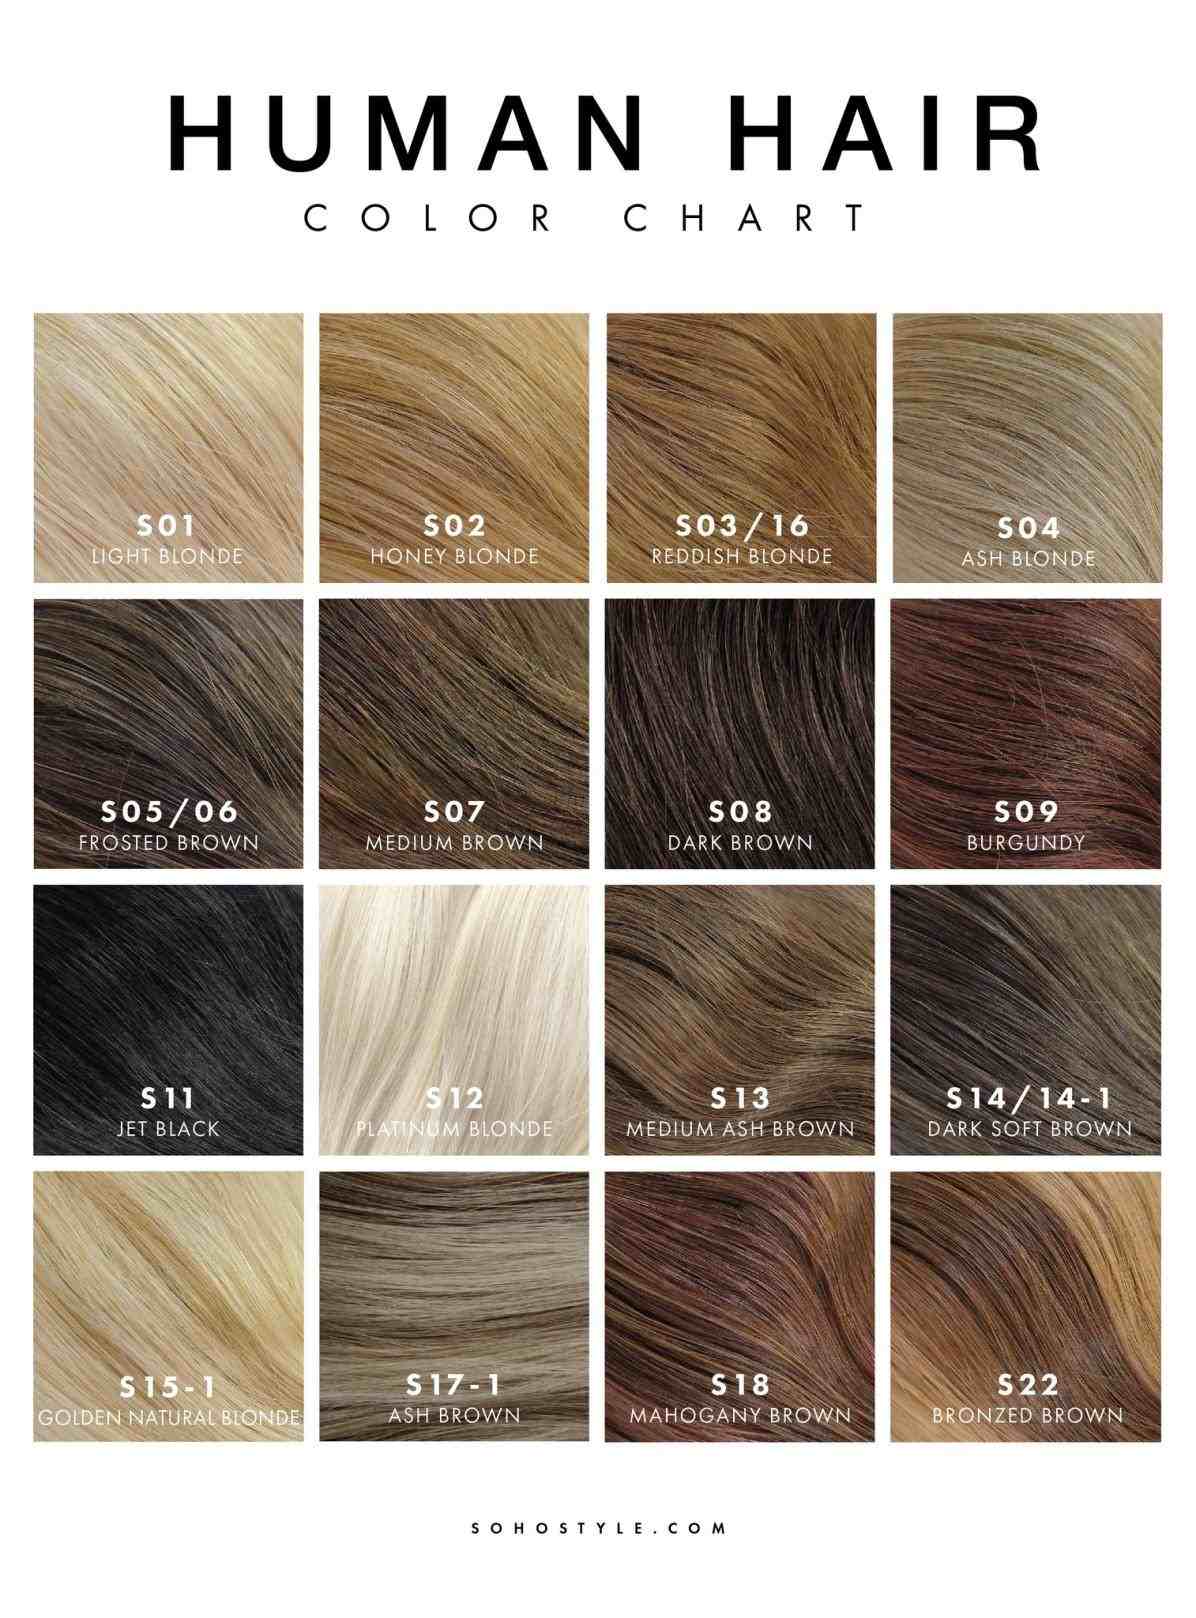 HUMAN HAIR
COLOR CHART
S01
LIGHT BLONDE
S02
HONEY BLONDE
S03/16
REDDISH BLONDE
S04
ASH BLONDE
S05/06
FROSTED BROWN
S07
MEDIUM BROWN
S08
DARK BROWN
S09
BURGUNDY
S11
JET BLACK
S12
PLATINUM BLONDE
S13
MEDIUM ASH BROWN
S14/14-1
DARK SOFT BROWN
S15-1
GOLDEN NATURAL BLONDE
S17-1
ASH BROWN
S18
MAHOGANY BROWN
S22
BRONZED BROWN
SOHOSTYLE.COM